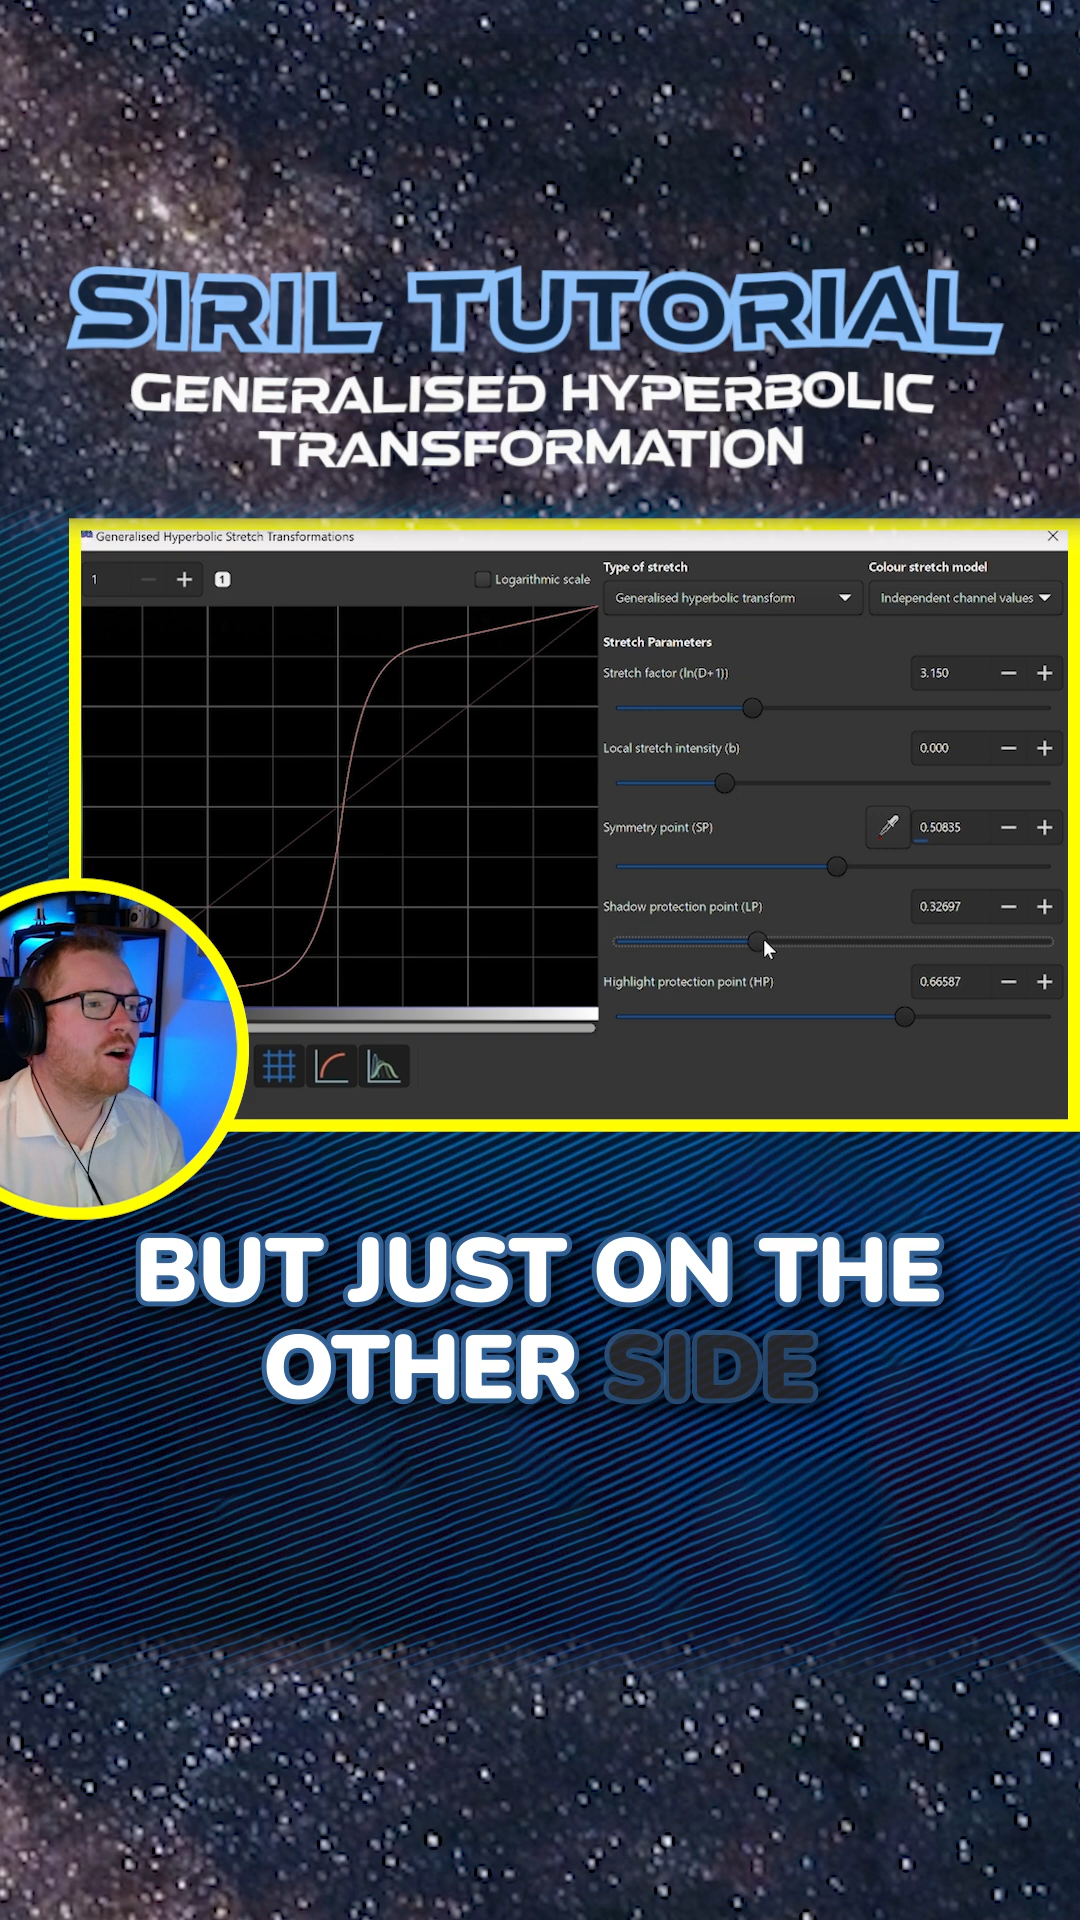 SIRIL TUTORIAL
GENERALISED HYPERBOLIC
TRANSFORMATION
Generalised Hyperbolic Stretch Transformations
1
1
Logarithmic scale
Type of stretch
Colour stretch model
Generalised hyperbolic transform
Independent channel values
Stretch Parameters
Stretch factor (ln(D+1))
3.150
Local stretch intensity (b)
0.000
Symmetry point (SP)
0.50835
Shadow protection point (LP)
0.32697
Highlight protection point (HP)
0.66587
BUT JUST ON THE
OTHER SIDE